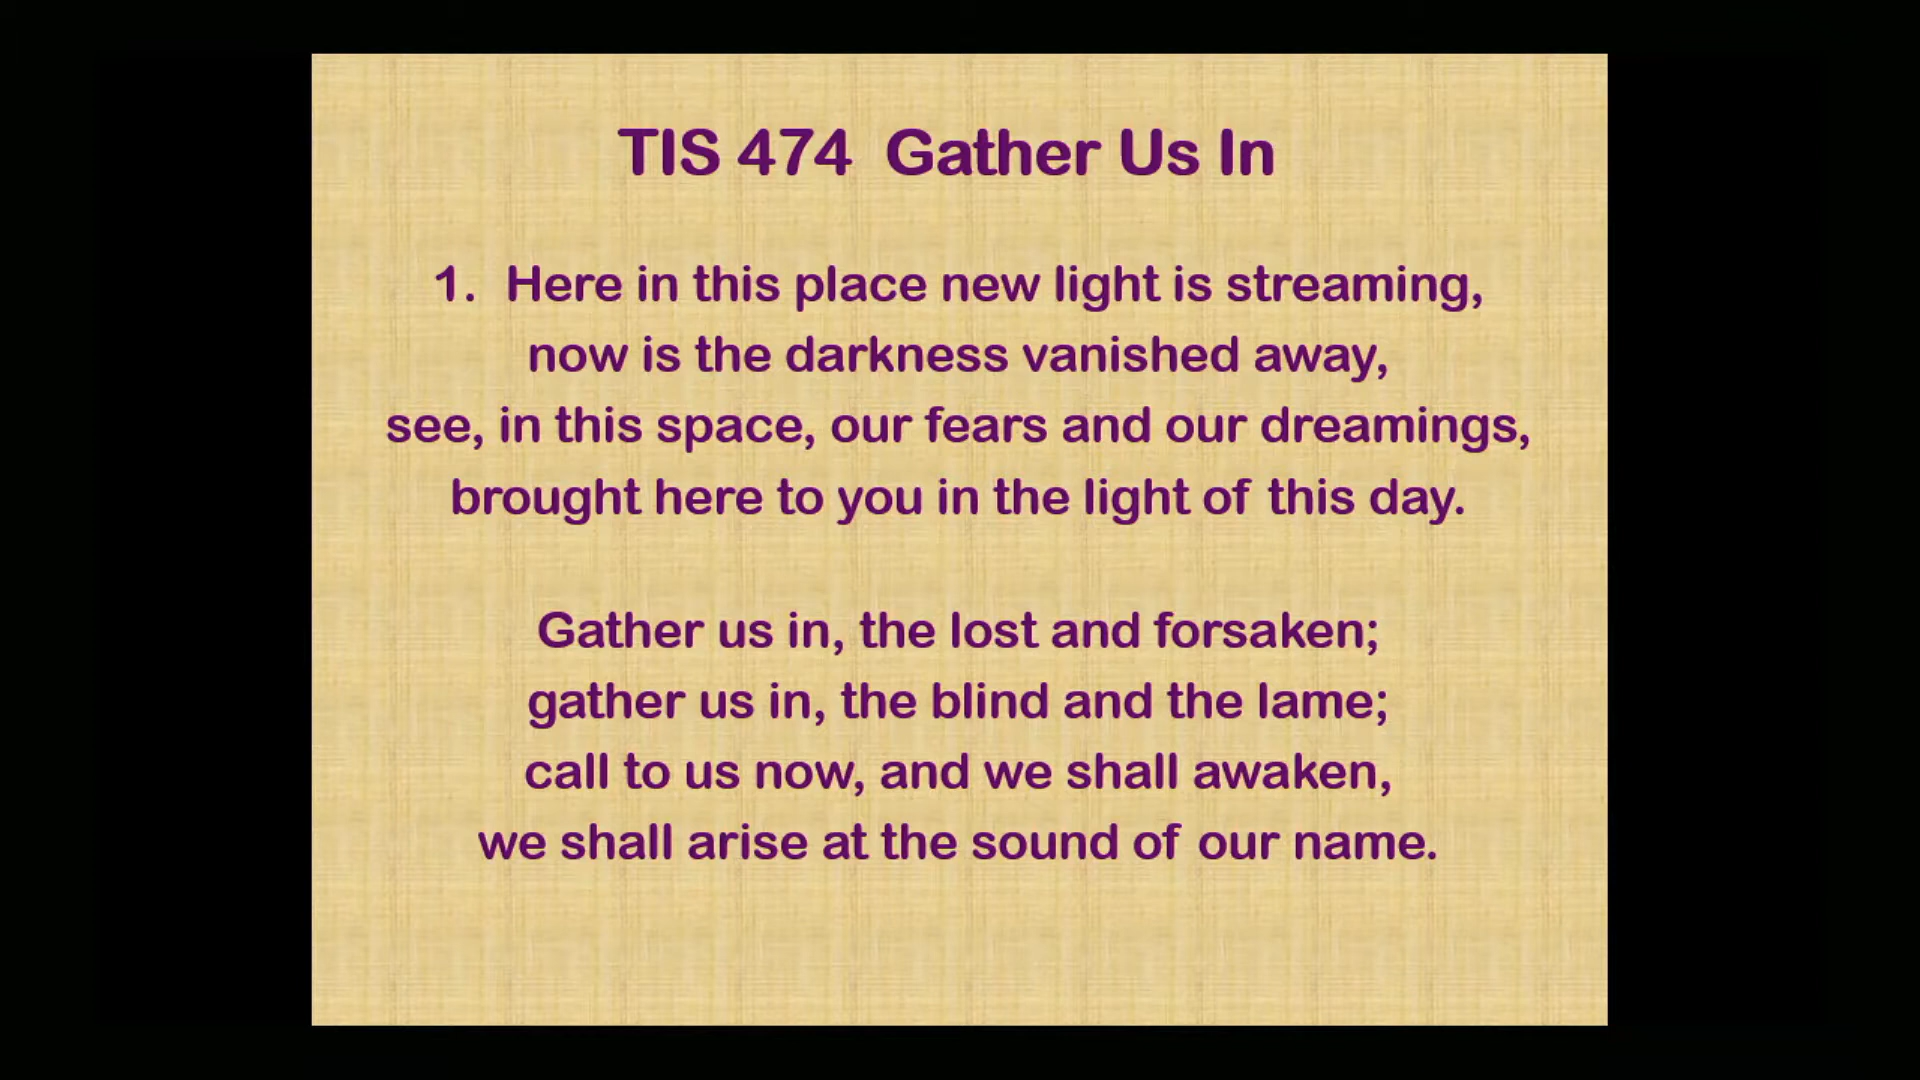 TIS 474  Gather Us In
1.  Here in this place new light is streaming,
now is the darkness vanished away,
see, in this space, our fears and our dreamings,
brought here to you in the light of this day.
Gather us in, the lost and forsaken;
gather us in, the blind and the lame;
call to us now, and we shall awaken,
we shall arise at the sound of our name.